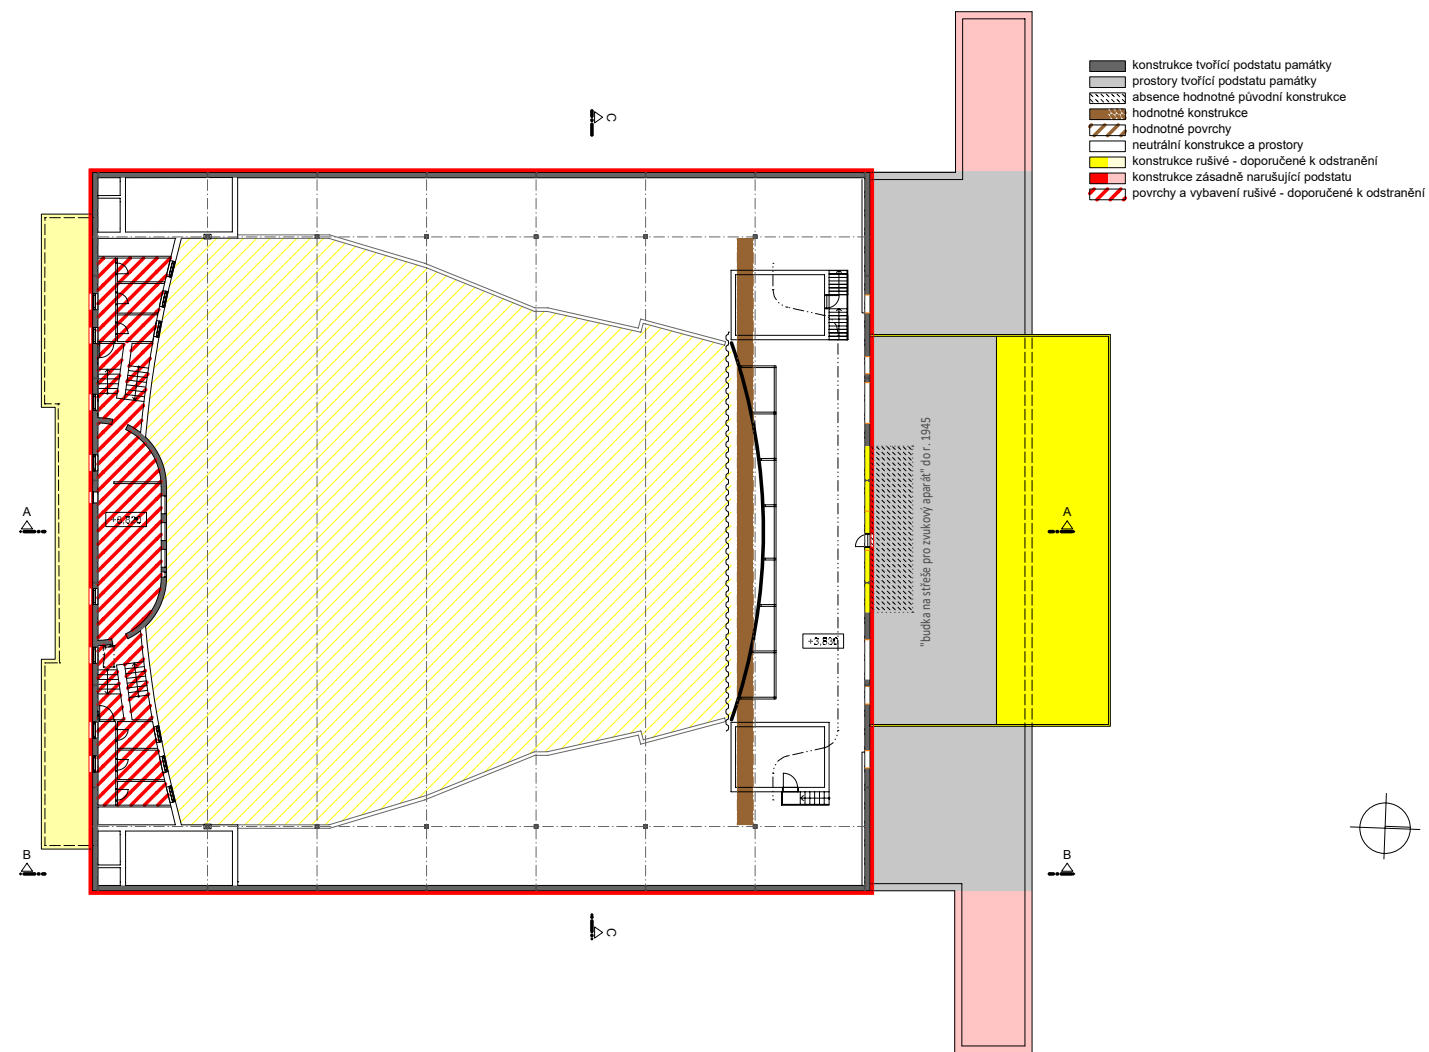 konstrukce tvořící podstatu památky
prostory tvořící podstatu památky
absence hodnotné původní konstrukce
hodnotné konstrukce
hodnotné povrchy
neutrální konstrukce a prostory
konstrukce rušivé - doporučené k odstranění
konstrukce zásadně narušující podstatu
povrchy a vybavení rušivé - doporučené k odstranění
C
A
A
"budka na střeše pro zvukový aparát" do r. 1945
B
B
C